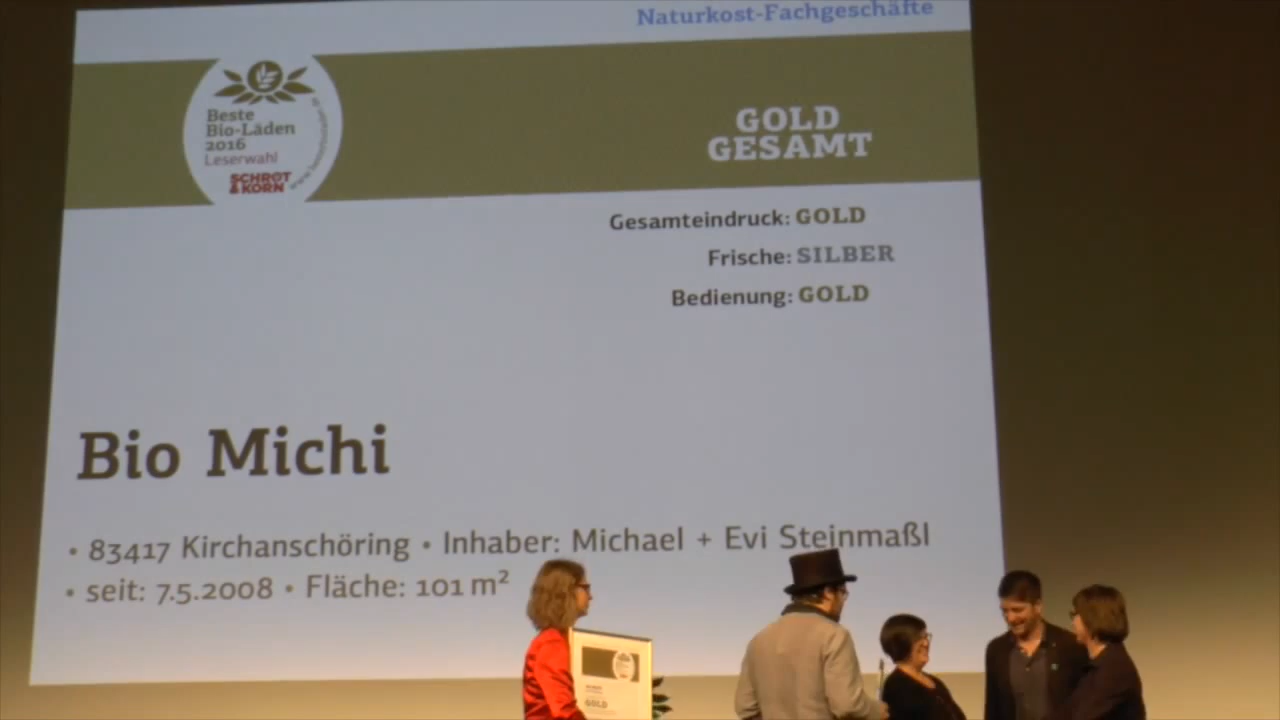 Naturkost-Fachgeschäfte
Beste
Bio-Läden
2016
Leserwahl
SCHROT
&KORN
GOLD
GESAMT
Gesamteindruck: GOLD
Frische: SILBER
Bedienung: GOLD
Bio Michi
• 83417 Kirchanschöring • Inhaber: Michael + Evi Steinmaßl
• seit: 7.5.2008 • Fläche: 101 m²
GOLD